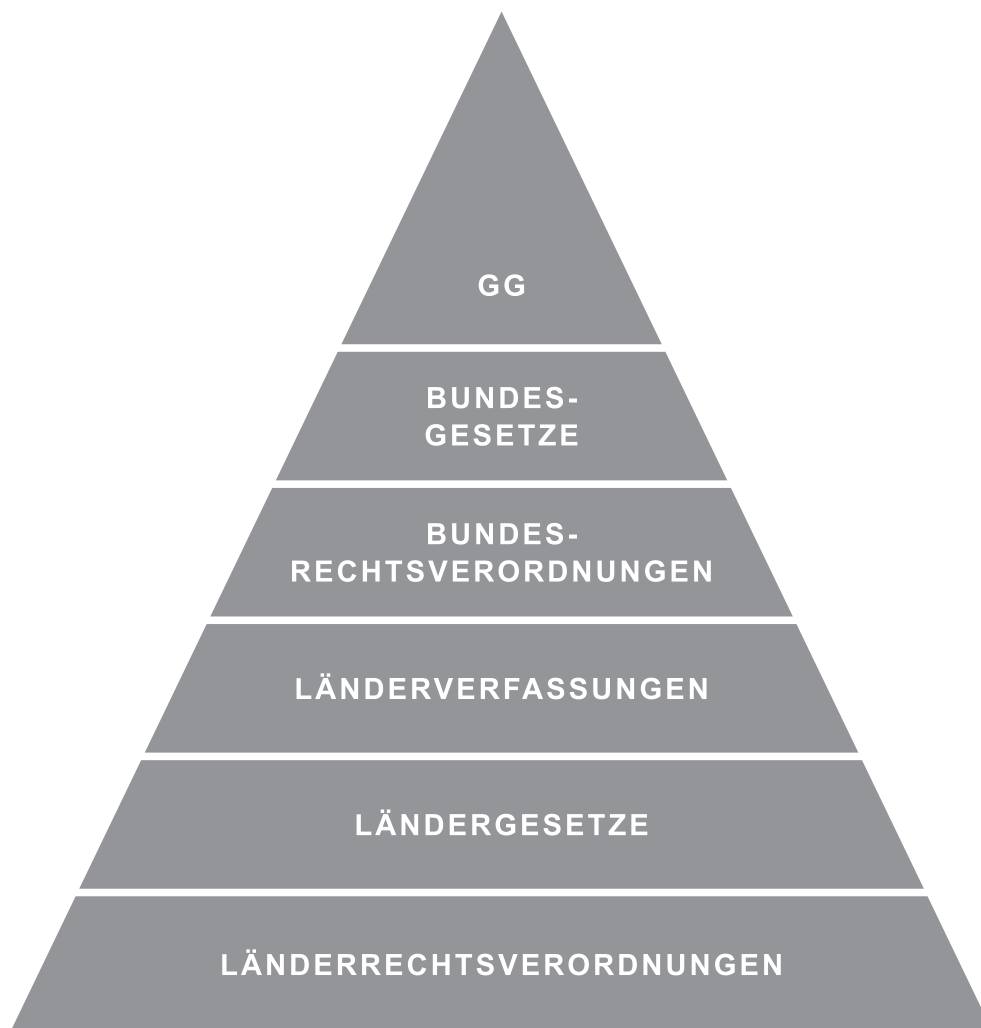 GG
BUNDES-
GESETZE
BUNDES-
RECHTSVERORDNUNGEN
LÄNDERVERFASSUNGEN
LÄNDERGESETZE
LÄNDERRECHTSVERORDNUNGEN